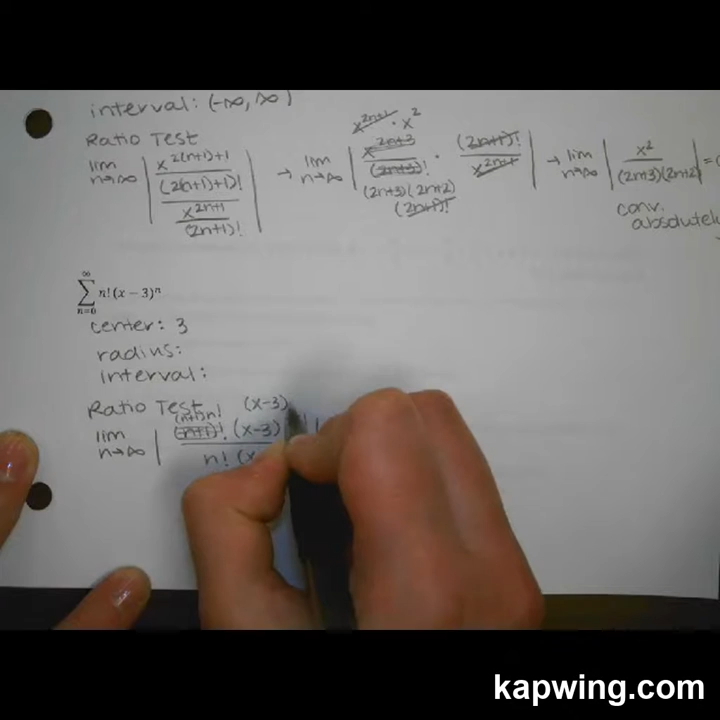 interval: (-∞, ∞)
Ratio Test
lim n→∞ | x^2(n+1)+1 / (2(n+1)+1)! / x^2n+1 / (2n+1)! | → lim n→∞ | x^2n+1 · x^2 x^2n+3 / (2n+3)! (2n+3)(2n+2)(2n+1)! · (2n+1)! / x^2n+1 | → lim n→∞ | x^2 / (2n+3)(2n+2) | =
conv.
absolutely
∞ ∑ n=0 n!(x − 3)^n
center: 3
radius:
interval:
Ratio Test (x-3)
lim n→∞ | (n+1)n! (n+1)! (x-3) / n! (x
kapwing.com